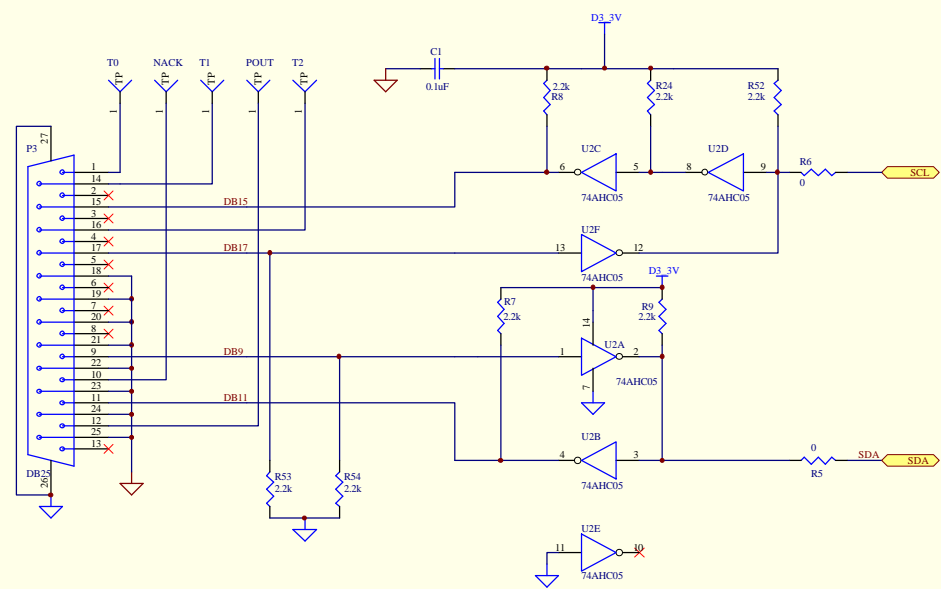 D3_3V
T0
NACK
T1
POUT
T2
TP
TP
TP
TP
TP
1
1
1
1
1
C1
0.1uF
2.2k
R8
R24
2.2k
R52
2.2k
P3
27
1
14
2
15
3
16
4
17
5
18
6
19
7
20
8
21
9
22
10
23
11
24
12
25
13
DB25
26
DB15
DB17
DB9
DB11
U2C
6
5
74AHC05
U2D
8
9
74AHC05
R6
0
SCL
U2F
13
12
74AHC05
D3_3V
R7
2.2k
R9
2.2k
14
U2A
1
2
7
74AHC05
U2B
4
3
74AHC05
0
R5
SDA
SDA
R53
2.2k
R54
2.2k
U2E
11
10
74AHC05